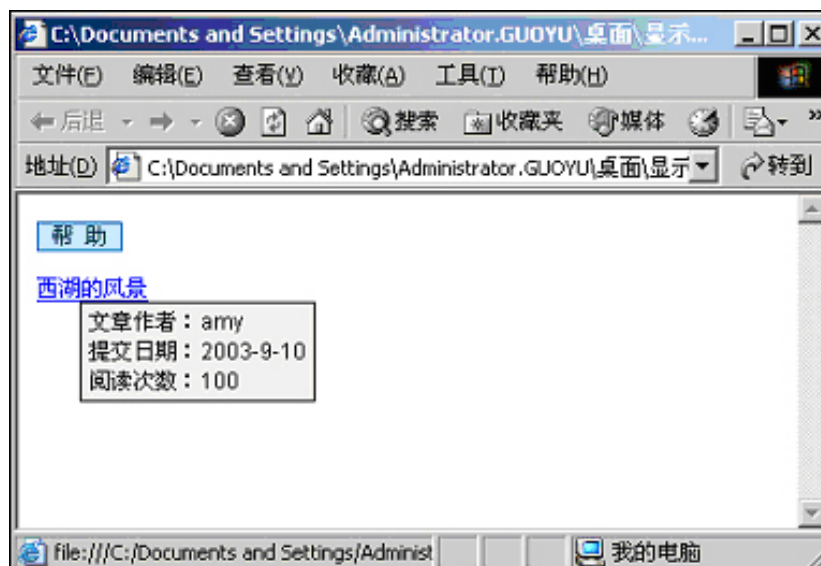 C:\Documents and Settings\Administrator.GUOYU\桌面\显示...
文件(F) 编辑(E) 查看(V) 收藏(A) 工具(T) 帮助(H)
后退 搜索 收藏夹 媒体 »
地址(D) C:\Documents and Settings\Administrator.GUOYU\桌面\显示 转到
帮 助
西湖的风景
文章作者：amy
提交日期：2003-9-10
阅读次数：100
file:///C:/Documents and Settings/Administ 我的电脑